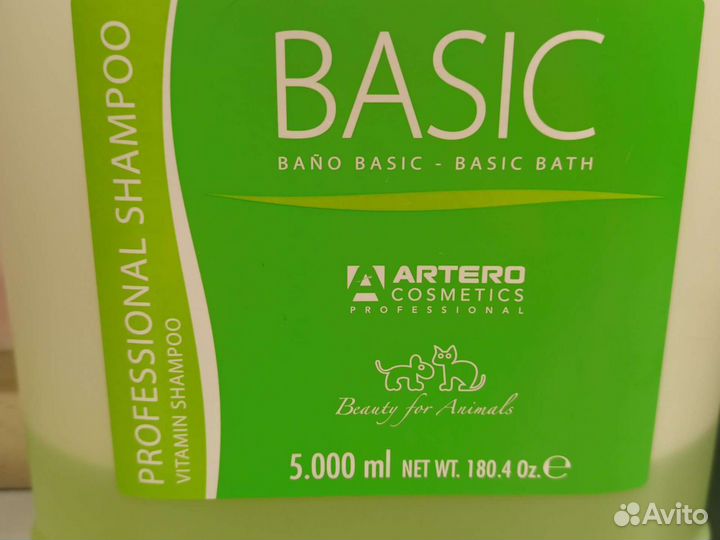 PROFESSIONAL SHAMPOO
VITAMIN SHAMPOO
BASIC
BAÑO BASIC - BASIC BATH
ARTERO
COSMETICS
PROFESSIONAL
Beauty for Animals
5.000 ml NET WT. 180.4 Oz. e
Avito